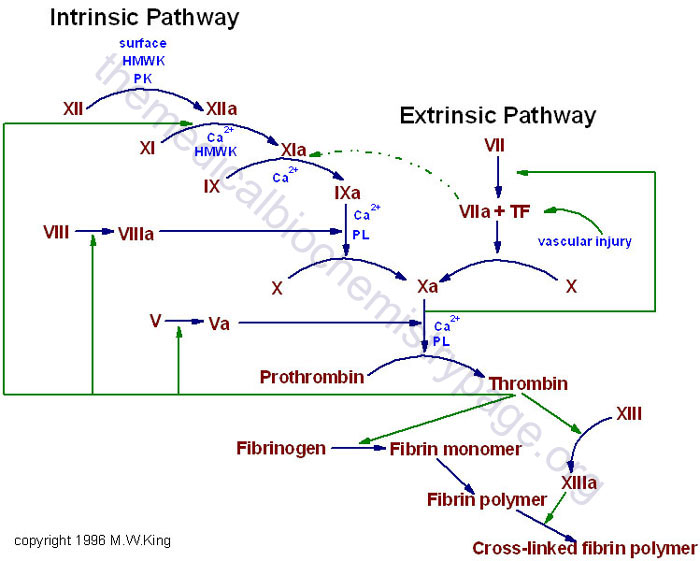 Intrinsic Pathway
surface
HMWK
PK
XII
XIIa
Extrinsic Pathway
XI
Ca2+
HMWK
XIa
VII
IX
Ca2+
IXa
VIIa + TF
Ca2+
PL
VIII
VIIIa
vascular injury
X
Xa
X
V
Va
Ca2+
PL
Prothrombin
Thrombin
XIII
Fibrinogen
Fibrin monomer
XIIIa
Fibrin polymer
Cross-linked fibrin polymer
copyright 1996 M.W.King
themedicalbiochemistrypage.org